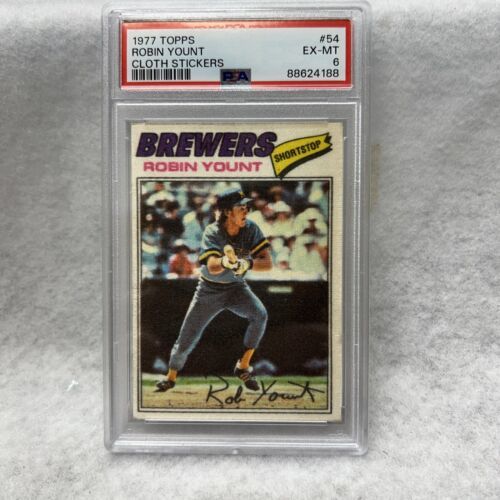 1977 TOPPS #54
ROBIN YOUNT EX-MT
CLOTH STICKERS 6
PSA 88624188
BREWERS
SHORTSTOP
ROBIN YOUNT
Rob Yount